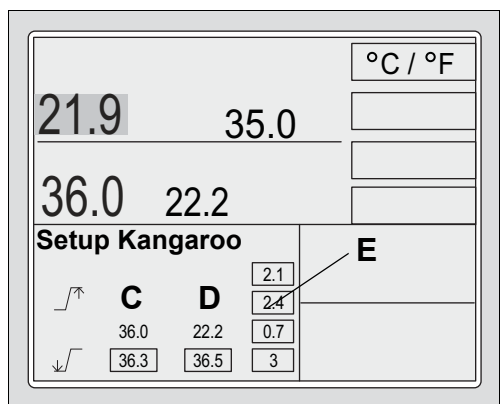 °C / °F
21.9 35.0
36.0 22.2
Setup Kangaroo
E
2.1
C D 2.4
36.0 22.2 0.7
36.3 36.5 3